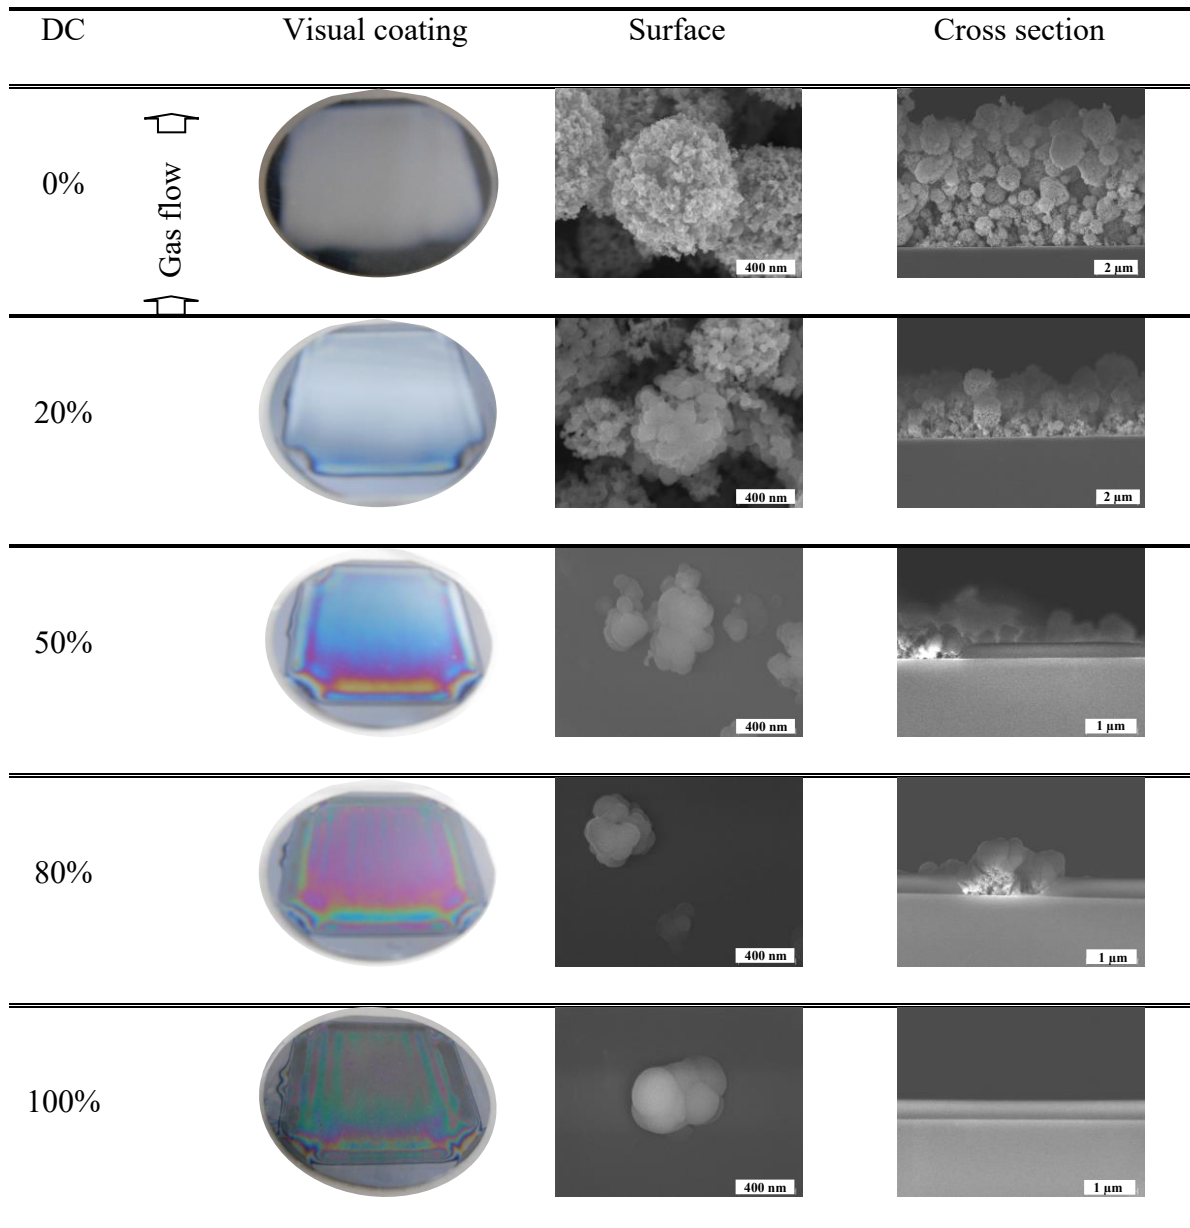 DC Visual coating Surface Cross section
0% Gas flow 400 nm 2 µm
20% 400 nm 2 µm
50% 400 nm 1 µm
80% 400 nm 1 µm
100% 400 nm 1 µm